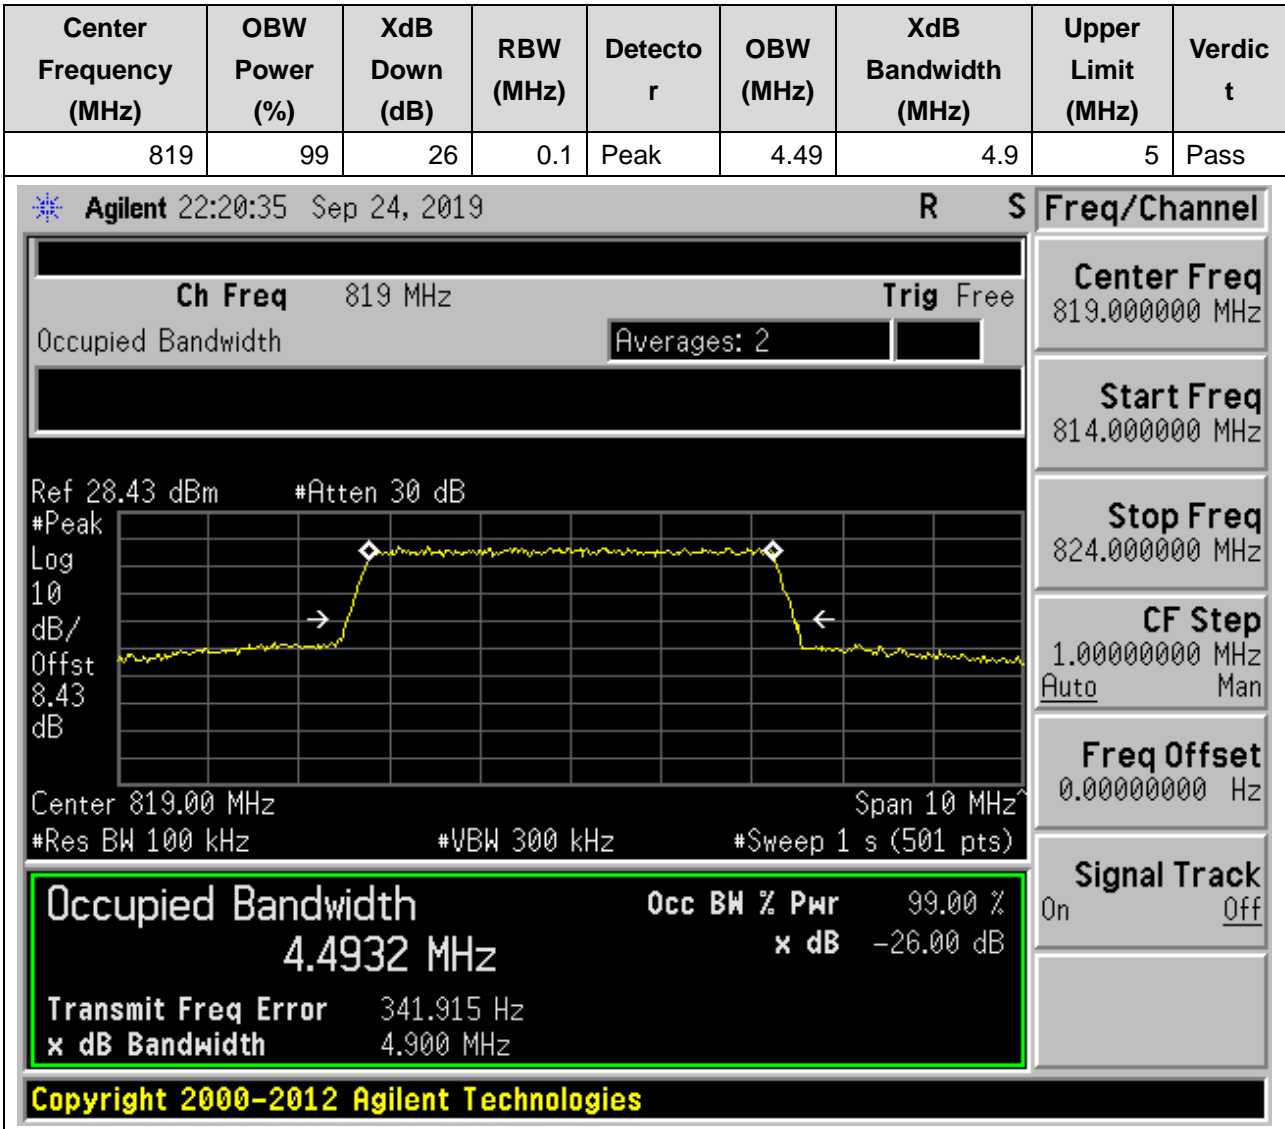 Center Frequency (MHz) OBW Power (%) XdB Down (dB) RBW (MHz) Detecto r OBW (MHz) XdB Bandwidth (MHz) Upper Limit (MHz) Verdic t
819 99 26 0.1 Peak 4.49 4.9 5 Pass
Agilent 22:20:35 Sep 24, 2019 R S Freq/Channel
Ch Freq 819 MHz Trig Free
Occupied Bandwidth Averages: 2
Center Freq
819.000000 MHz
Start Freq
814.000000 MHz
Stop Freq
824.000000 MHz
CF Step
1.00000000 MHz
Auto Man
Freq Offset
0.00000000 Hz
Signal Track
On Off
Ref 28.43 dBm #Atten 30 dB
#Peak
Log
10
dB/
Offst
8.43
dB
Center 819.00 MHz Span 10 MHz^
#Res BW 100 kHz #VBW 300 kHz #Sweep 1 s (501 pts)
Occupied Bandwidth Occ BW % Pwr 99.00 %
4.4932 MHz x dB -26.00 dB
Transmit Freq Error 341.915 Hz
x dB Bandwidth 4.900 MHz
Copyright 2000-2012 Agilent Technologies